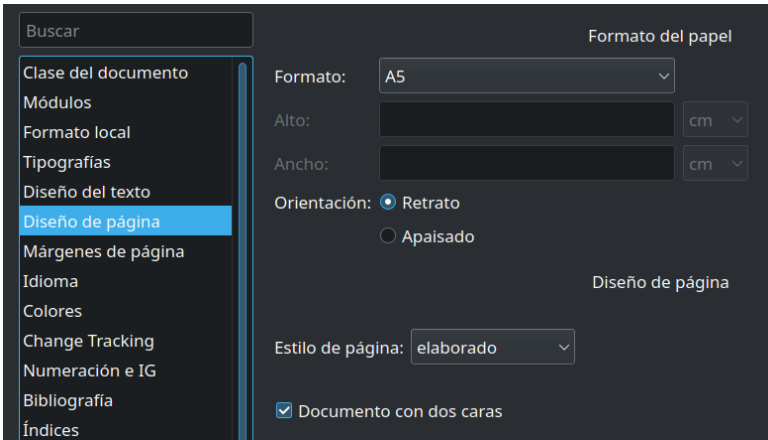 Buscar
Clase del documento
Módulos
Formato local
Tipografías
Diseño del texto
Diseño de página
Márgenes de página
Idioma
Colores
Change Tracking
Numeración e IG
Bibliografía
Índices
Formato del papel
Formato: A5
Alto: cm
Ancho: cm
Orientación: Retrato
Apaisado
Diseño de página
Estilo de página: elaborado
Documento con dos caras